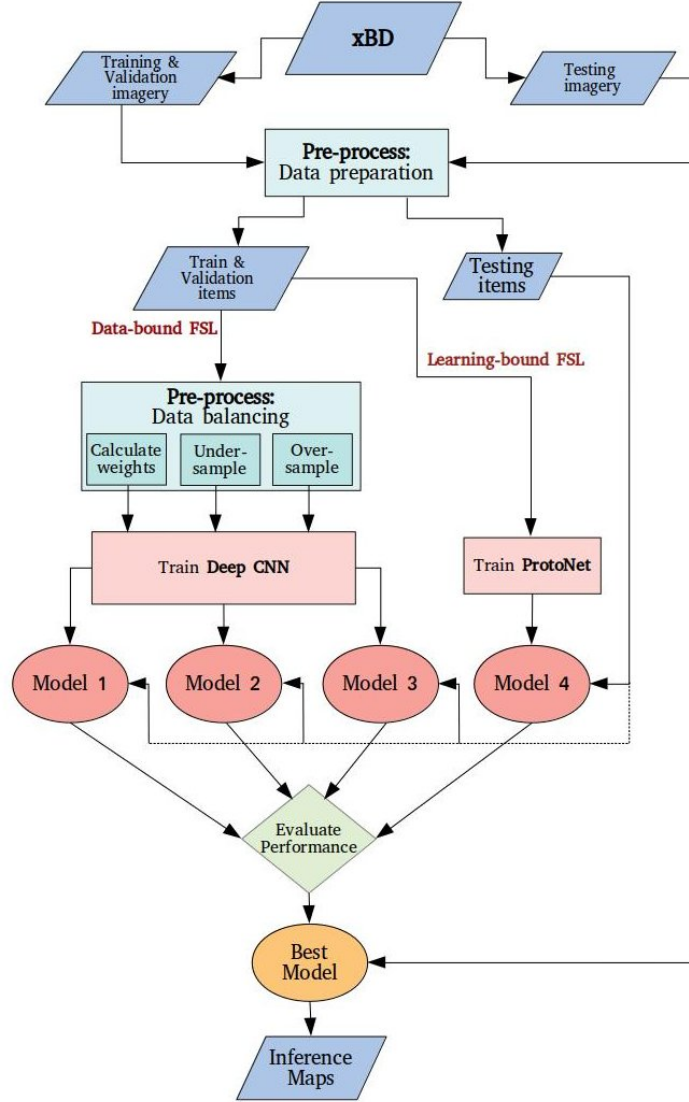 xBD
Training &
Validation
imagery
Testing
imagery
Pre-process:
Data preparation
Train &
Validation
items
Testing
items
Data-bound FSL
Learning-bound FSL
Pre-process:
Data balancing
Calculate
weights
Under-
sample
Over-
sample
Train Deep CNN
Train ProtoNet
Model 1
Model 2
Model 3
Model 4
Evaluate
Performance
Best
Model
Inference
Maps